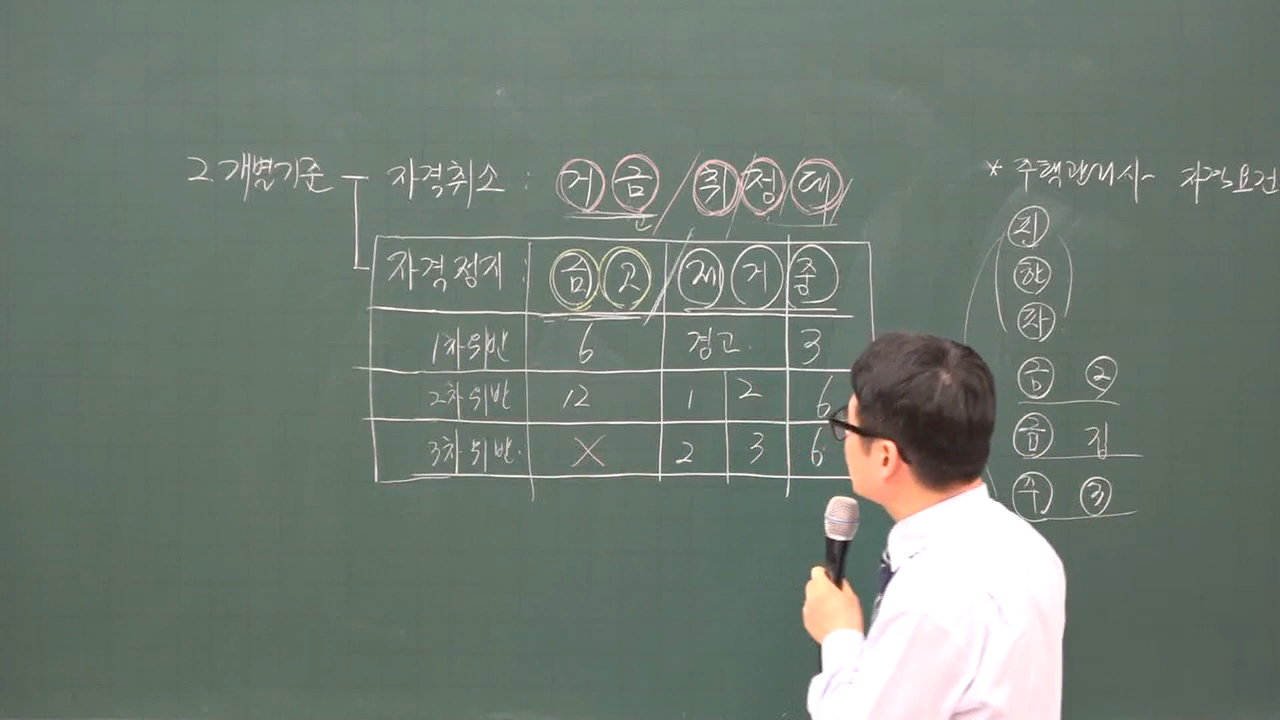 2. 개별기준 자격취소 : 거 금 / 취 정 대
자격정지 : 금 고 / 재 거 중
1차 위반 6 경고. 3
2차 위반 12 1 2 6
3차 위반. X 2 3 6
* 주택관리사 자격요건
금 2
금 집
수 3